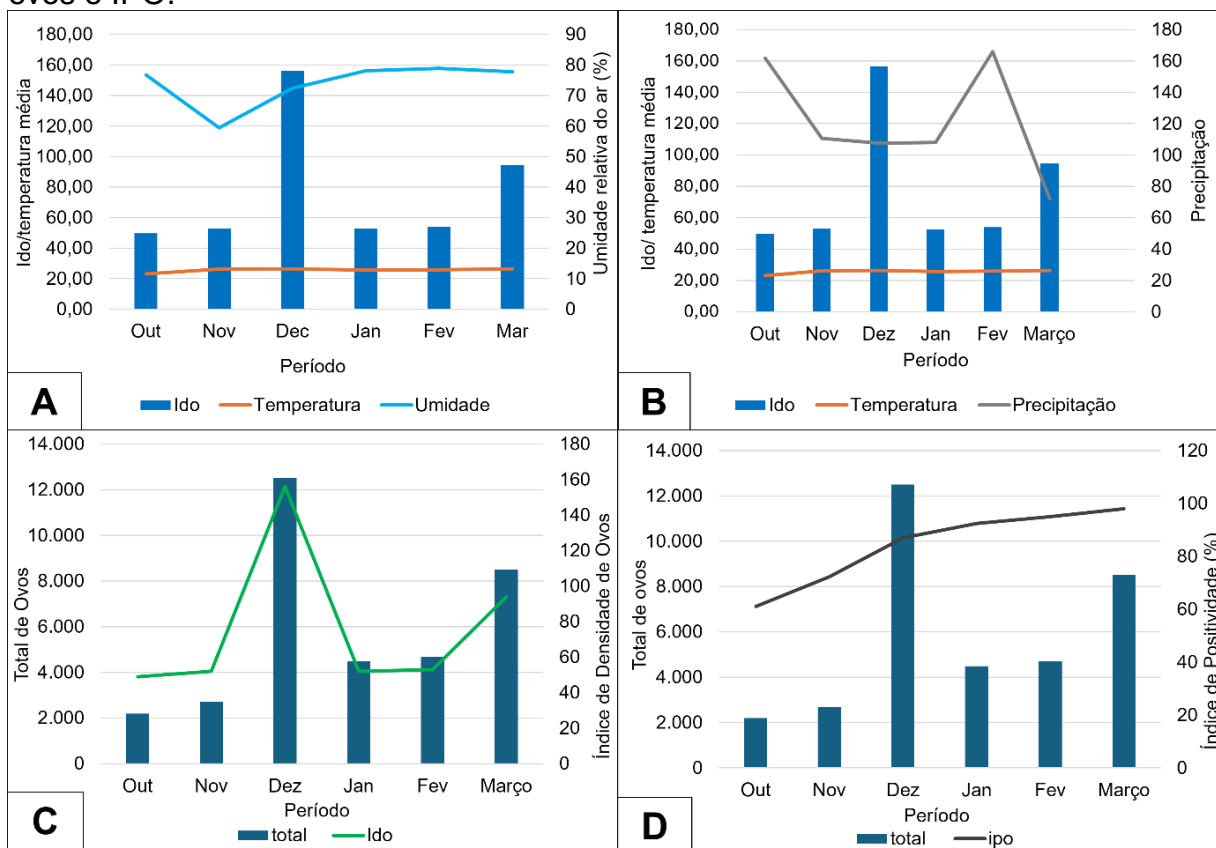 ovos e IPO.
180,00
160,00
140,00
120,00
100,00
80,00
60,00
40,00
20,00
0,00
Ido/temperatura média
90
80
70
60
50
40
30
20
10
0
Umidade relativa do ar (%)
Out Nov Dec Jan Fev Mar
Período
A
Ido Temperatura Umidade
180,00
160,00
140,00
120,00
100,00
80,00
60,00
40,00
20,00
0,00
Ido/ temperatura média
180
160
140
120
100
80
60
40
20
0
Precipitação
Out Nov Dez Jan Fev Março
Período
B
Ido Temperatura Precipitação
14.000
12.000
10.000
8.000
6.000
4.000
2.000
0
Total de Ovos
180
160
140
120
100
80
60
40
20
0
Índice de Densidade de Ovos
Out Nov Dez Jan Fev Março
Período
C
total Ido
14.000
12.000
10.000
8.000
6.000
4.000
2.000
0
Total de ovos
120
100
80
60
40
20
0
Índice de Positividade (%)
Out Nov Dez Jan Fev Março
Período
D
total ipo